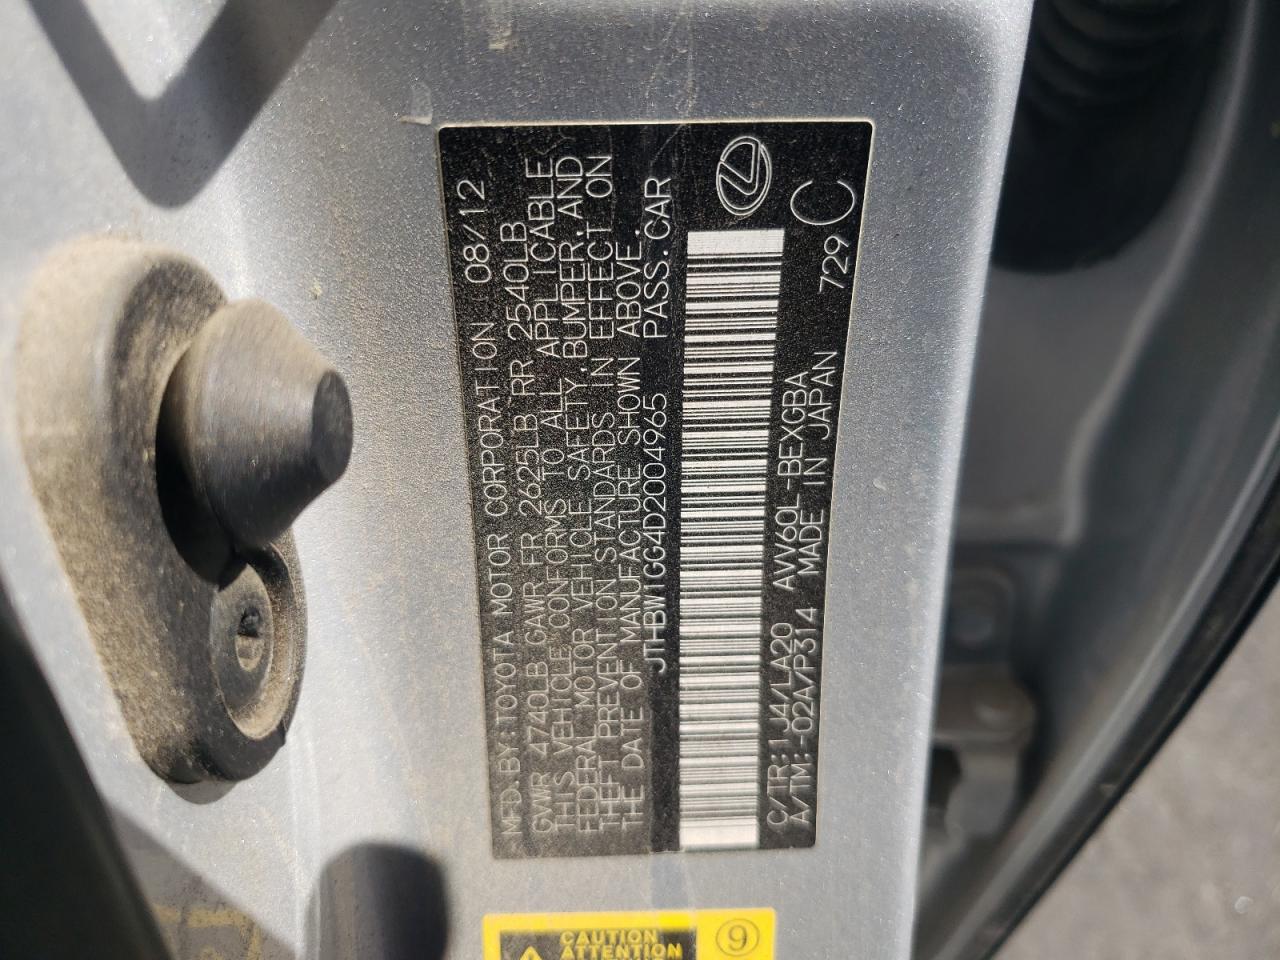 MFD.BY:TOYOTA MOTOR CORPORATION 08/12
GVWR 4740LB GAWR FR 2625LB RR 2540LB
THIS VEHICLE CONFORMS TO ALL APPLICABLE
FEDERAL MOTOR VEHICLE SAFETY,BUMPER,AND
THEFT PREVENTION STANDARDS IN EFFECT ON
THE DATE OF MANUFACTURE SHOWN ABOVE.
JTHBW1GG4D2004965 PASS.CAR
C/TR:1J4/LA20 AVV60L-BEXGBA 729 C
A/TM:-02A/P314 MADE IN JAPAN
CAUTION
ATTENTION
9